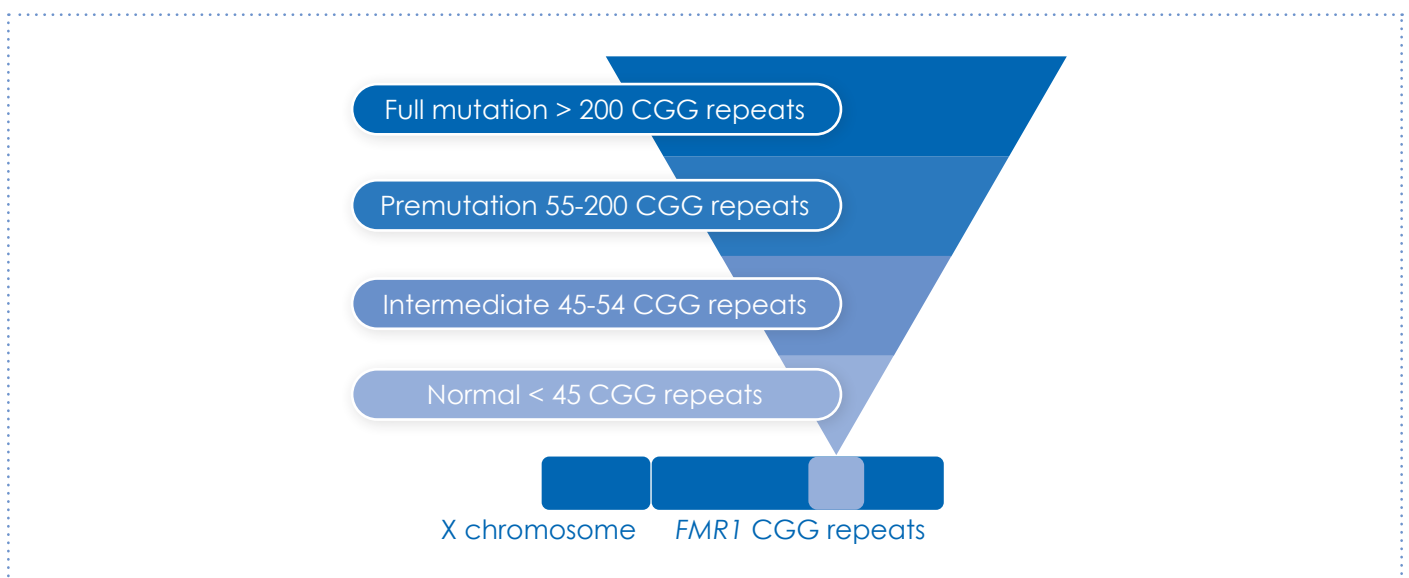 Full mutation > 200 CGG repeats
Premutation 55-200 CGG repeats
Intermediate 45-54 CGG repeats
Normal < 45 CGG repeats
X chromosome FMR1 CGG repeats